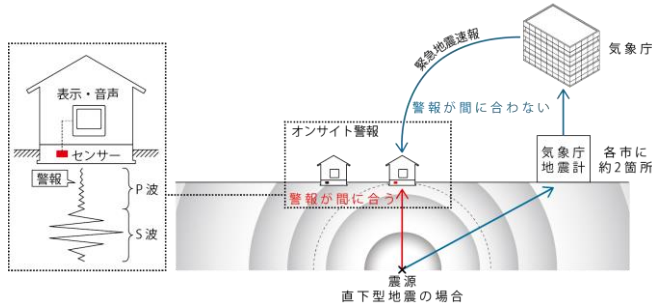 表示・音声
センサー
警報
P波
S波
オンサイト警報
警報が間に合う
緊急地震速報
警報が間に合わない
気象庁
気象庁
地震計
各市に
約2箇所
震源
直下型地震の場合